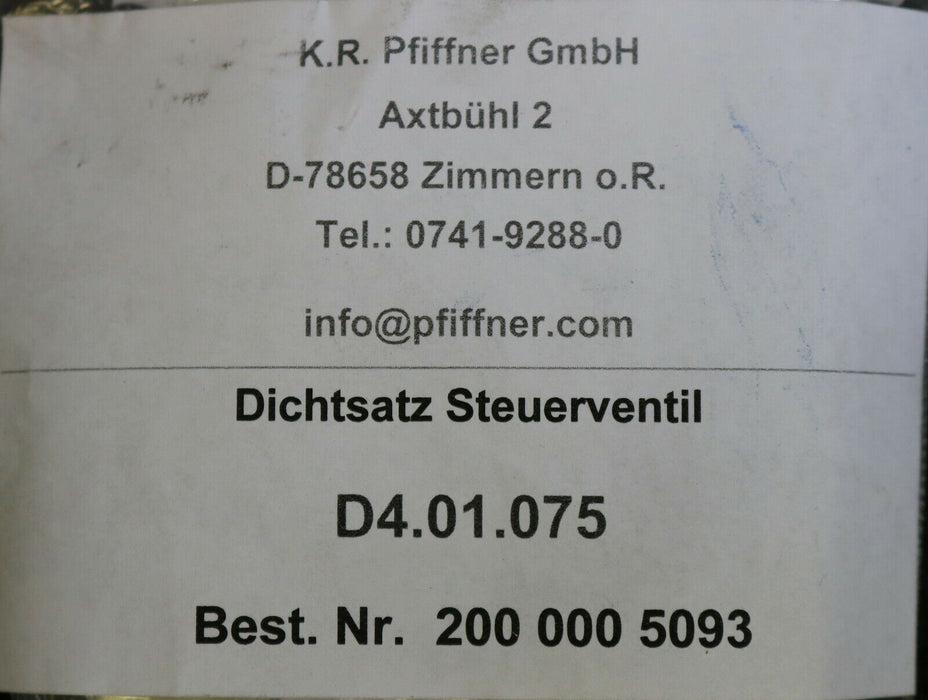 K.R. Pfiffner GmbH
Axtbühl 2
D-78658 Zimmern o.R.
Tel.: 0741-9288-0
info@pfiffner.com
Dichtsatz Steuerventil
D4.01.075
Best. Nr. 200 000 5093